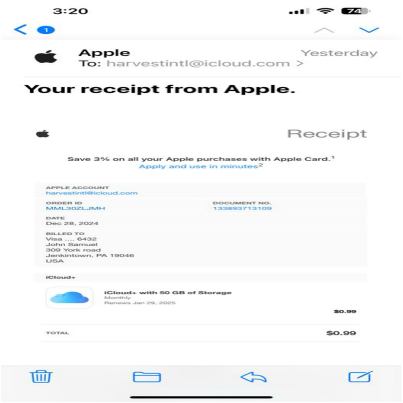 3:20
74
1
Apple
Yesterday
To: harvestintl@icloud.com >
Your receipt from Apple.
Receipt
Save 3% on all your Apple purchases with Apple Card.1
Apply and use in minutes2
APPLE ACCOUNT
harvestintl@icloud.com
ORDER ID
DOCUMENT NO.
MML30ZLJMH
133893713109
DATE
Dec 28, 2024
BILLED TO
Visa .... 6432
John Samuel
309 York road
Jenkintown, PA 19046
USA
iCloud+
iCloud+ with 50 GB of Storage
Monthly
Renews Jan 29, 2025
$0.99
TOTAL
$0.99